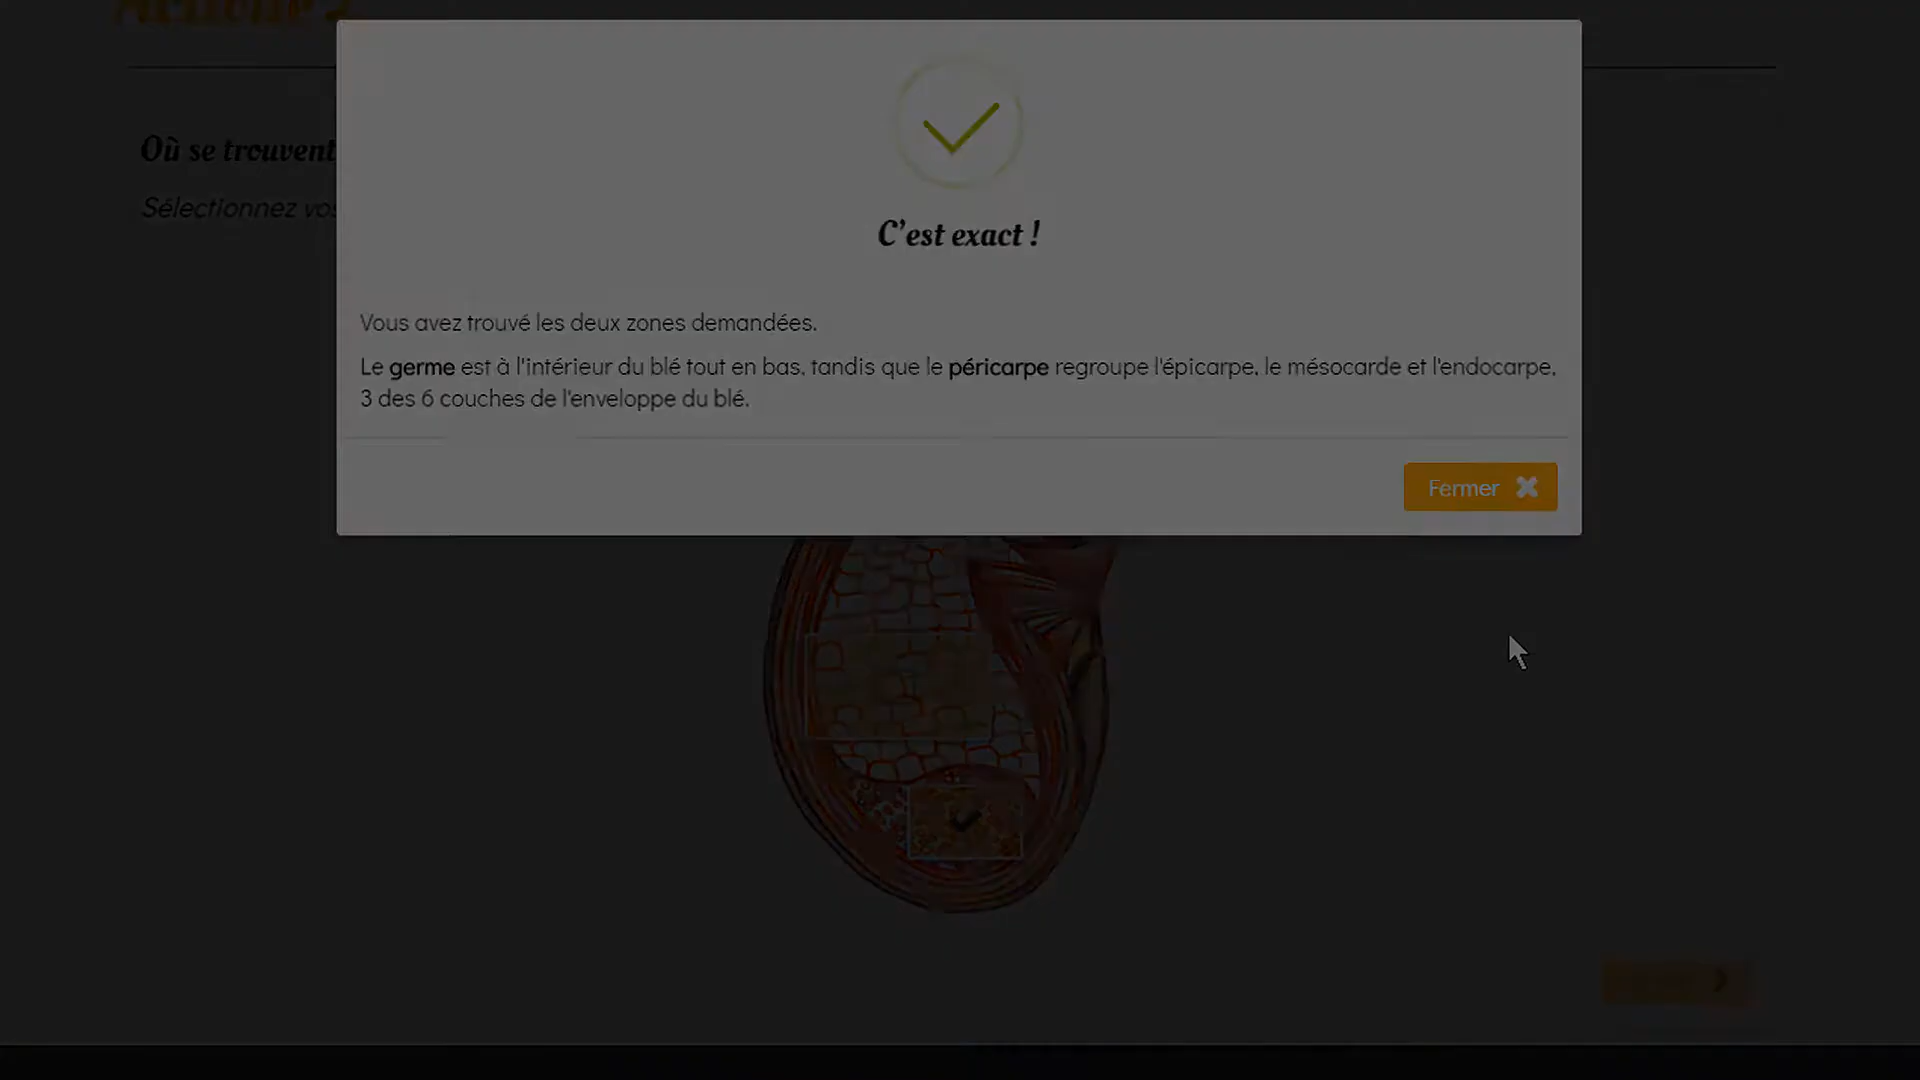 Où se trouvent
Sélectionnez vos
C'est exact !
Vous avez trouvé les deux zones demandées.
Le germe est à l'intérieur du blé tout en bas, tandis que le péricarpe regroupe l'épicarpe, le mésocarde et l'endocarpe,
3 des 6 couches de l'enveloppe du blé.
Fermer